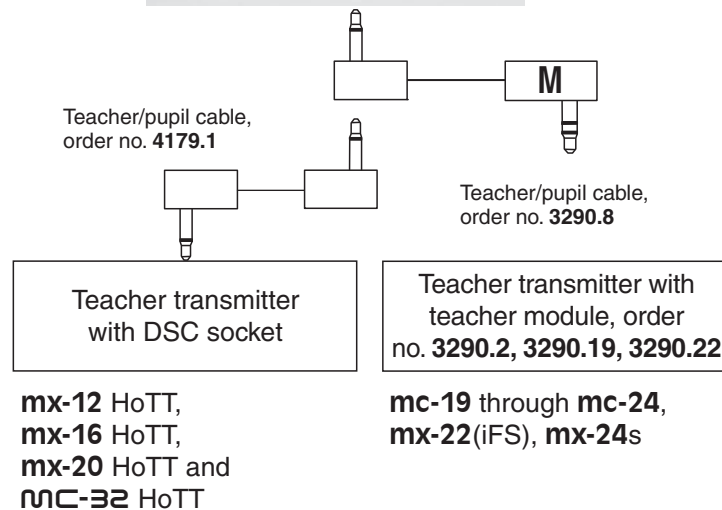 M
Teacher/pupil cable,
order no. 4179.1
Teacher/pupil cable,
order no. 3290.8
Teacher transmitter
with DSC socket
Teacher transmitter with
teacher module, order
no. 3290.2, 3290.19, 3290.22
mx-12 HoTT,
mx-16 HoTT,
mx-20 HoTT and
mc-32 HoTT
mc-19 through mc-24,
mx-22(iFS), mx-24s